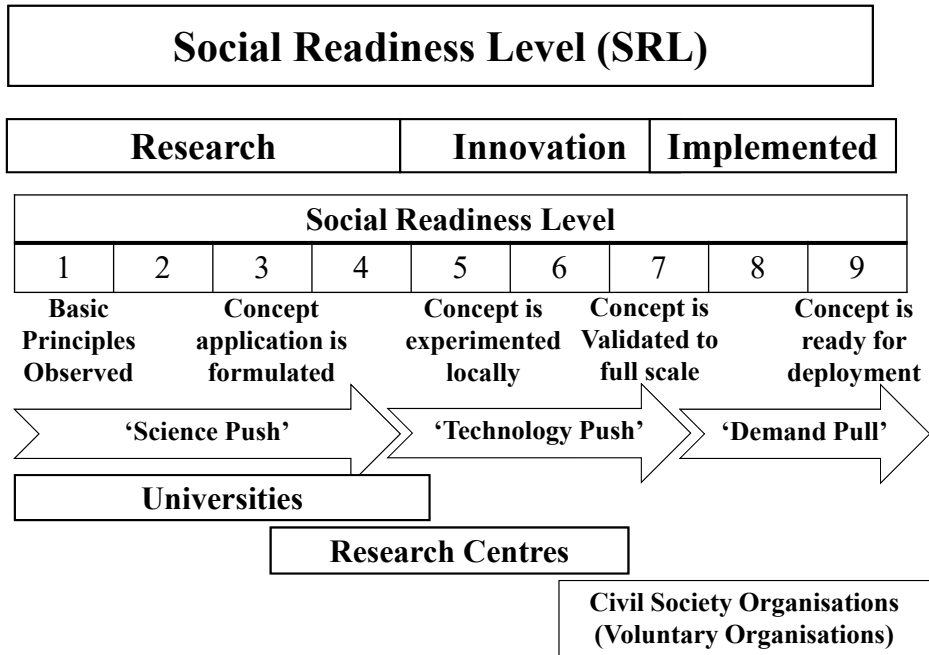 Social Readiness Level (SRL)
Research Innovation Implemented
Social Readiness Level
1 2 3 4 5 6 7 8 9
Basic Principles Observed
Concept application is formulated
Concept is experimented locally
Concept is Validated to full scale
Concept is ready for deployment
‘Science Push’ ‘Technology Push’ ‘Demand Pull’
Universities
Research Centres
Civil Society Organisations
(Voluntary Organisations)